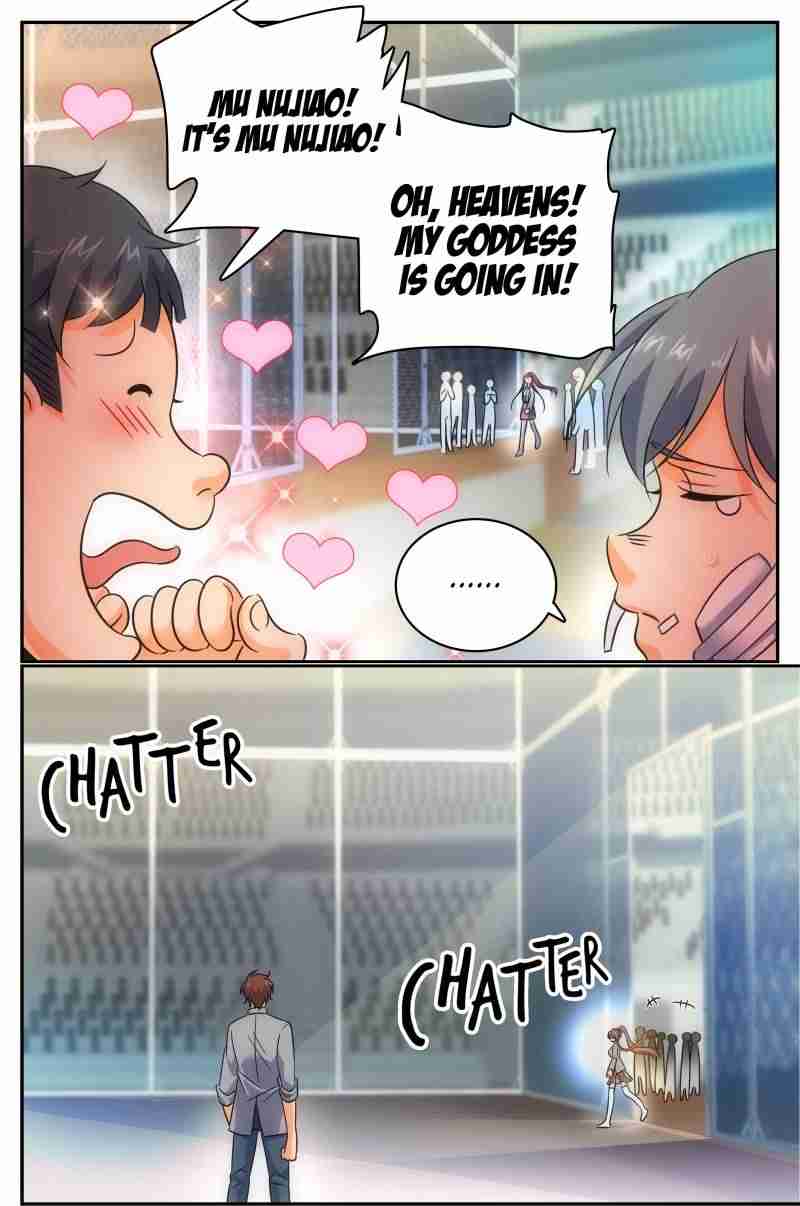 MU NUJIAO!
IT'S MU NUJIAO!
OH, HEAVENS!
MY GODDESS
IS GOING IN!
......
CHATTER
CHATTER